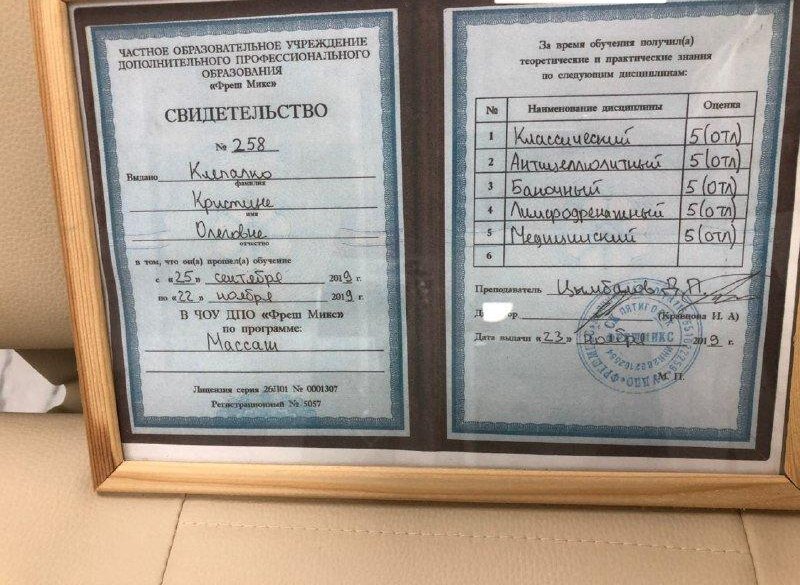 ЧАСТНОЕ ОБРАЗОВАТЕЛЬНОЕ УЧРЕЖДЕНИЕ
ДОПОЛНИТЕЛЬНОГО ПРОФЕССИОНАЛЬНОГО
ОБРАЗОВАНИЯ
«Фреш Микс»
СВИДЕТЕЛЬСТВО
№ 258
Выдано Клепалко
фамилия
Кристине
имя
Олеговне
отчество
в том, что он(а) прошел(а) обучение
с «25» сентября 2019 г.
по «22» ноября 2019 г.
В ЧОУ ДПО «Фреш Микс»
по программе:
Массаж
Лицензия серия 26Л01 № 0001307
Регистрационный № 5057
За время обучения получил(а)
теоретические и практические знания
по следующим дисциплинам:
№ Наименование дисциплины Оценка
1 Классический 5(отл)
2 Антицеллюлитный 5(отл)
3 Баночный 5(отл)
4 Лимфодренажный 5(отл)
5 Медицинский 5(отл)
6
Преподаватель В.П.
(Кравцова И. А)
Дата выдачи «23» ноября 2019 г.
М. П.